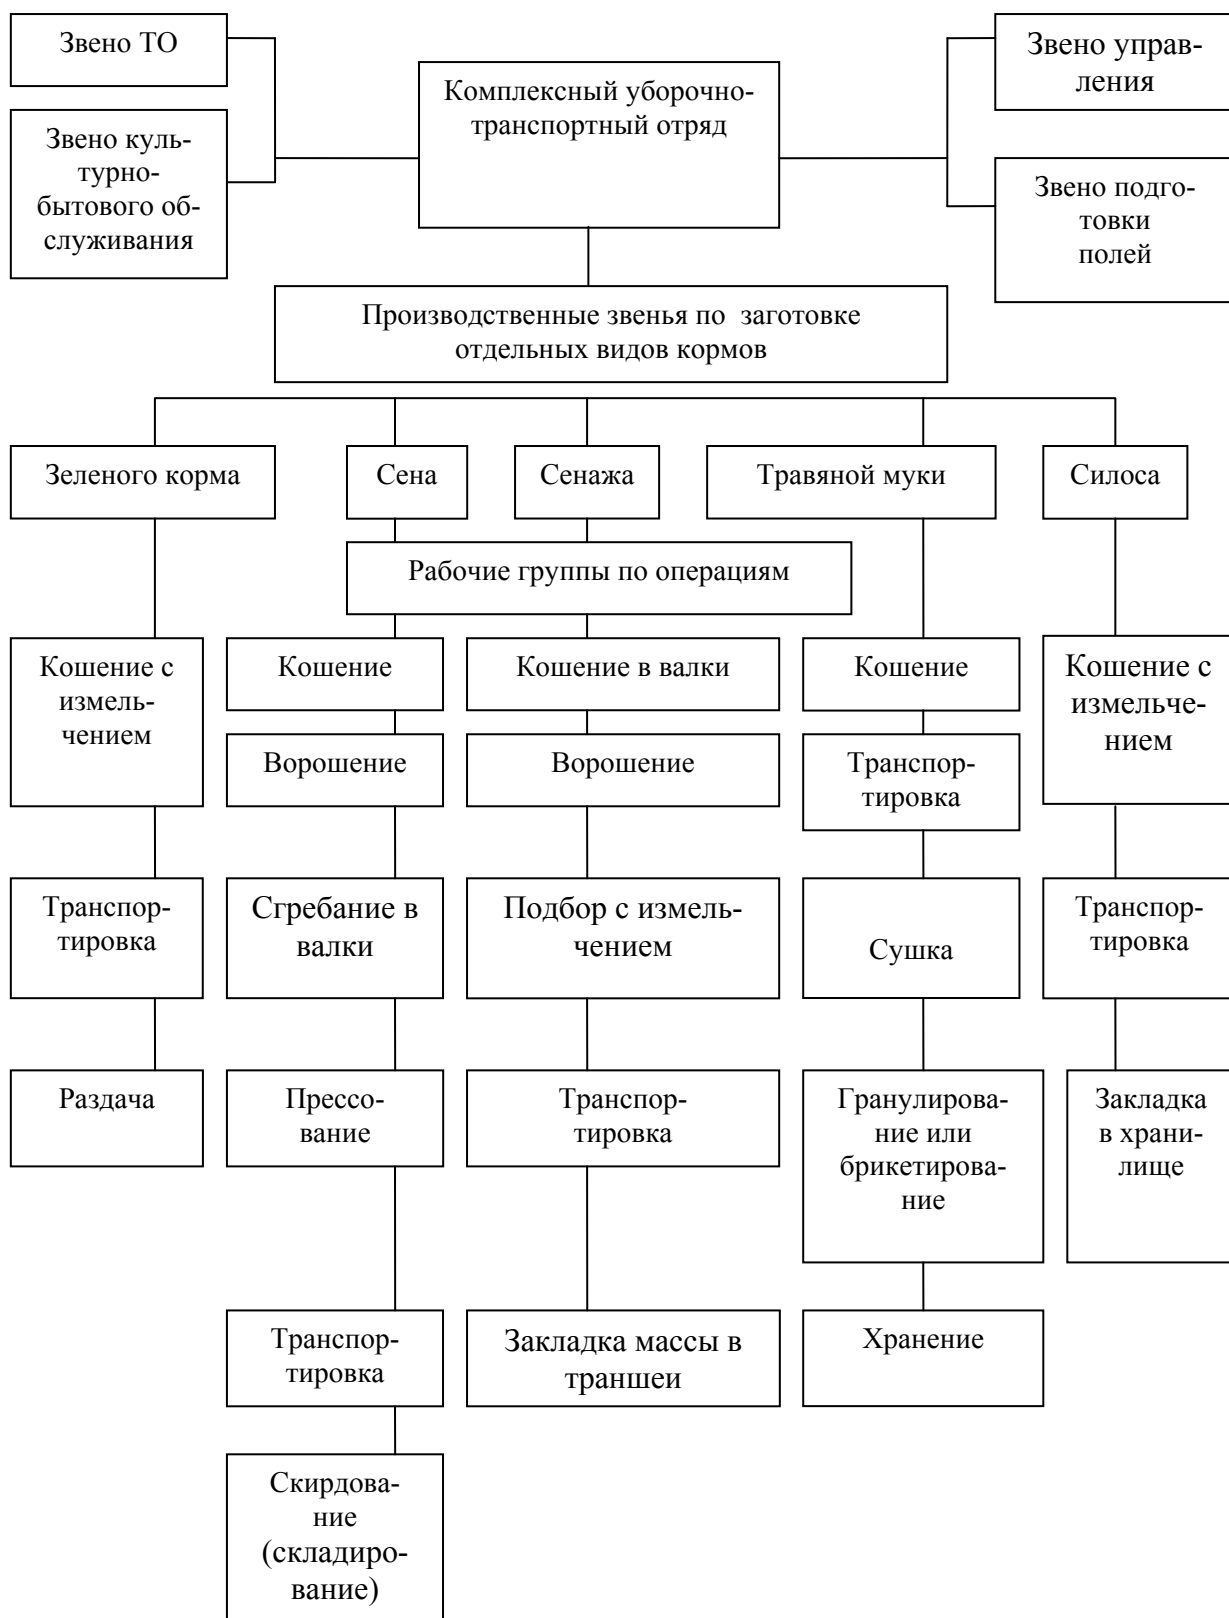 Звено ТО
Звено куль-
турно-
бытового об-
служивания
Комплексный уборочно-
транспортный отряд
Звено управ-
ления
Звено подго-
товки
полей
Производственные звенья по  заготовке
отдельных видов кормов
Зеленого корма
Сена
Сенажа
Травяной муки
Силоса
Рабочие группы по операциям
Кошение с
измель-
чением
Кошение
Кошение в валки
Кошение
Кошение с
измельче-
нием
Ворошение
Ворошение
Транспор-
тировка
Транспор-
тировка
Сгребание в
валки
Подбор с измель-
чением
Сушка
Транспор-
тировка
Раздача
Прессо-
вание
Транспор-
тировка
Гранулирова-
ние или
брикетирова-
ние
Закладка
в храни-
лище
Транспор-
тировка
Закладка массы в
траншеи
Хранение
Скирдова-
ние
(складиро-
вание)